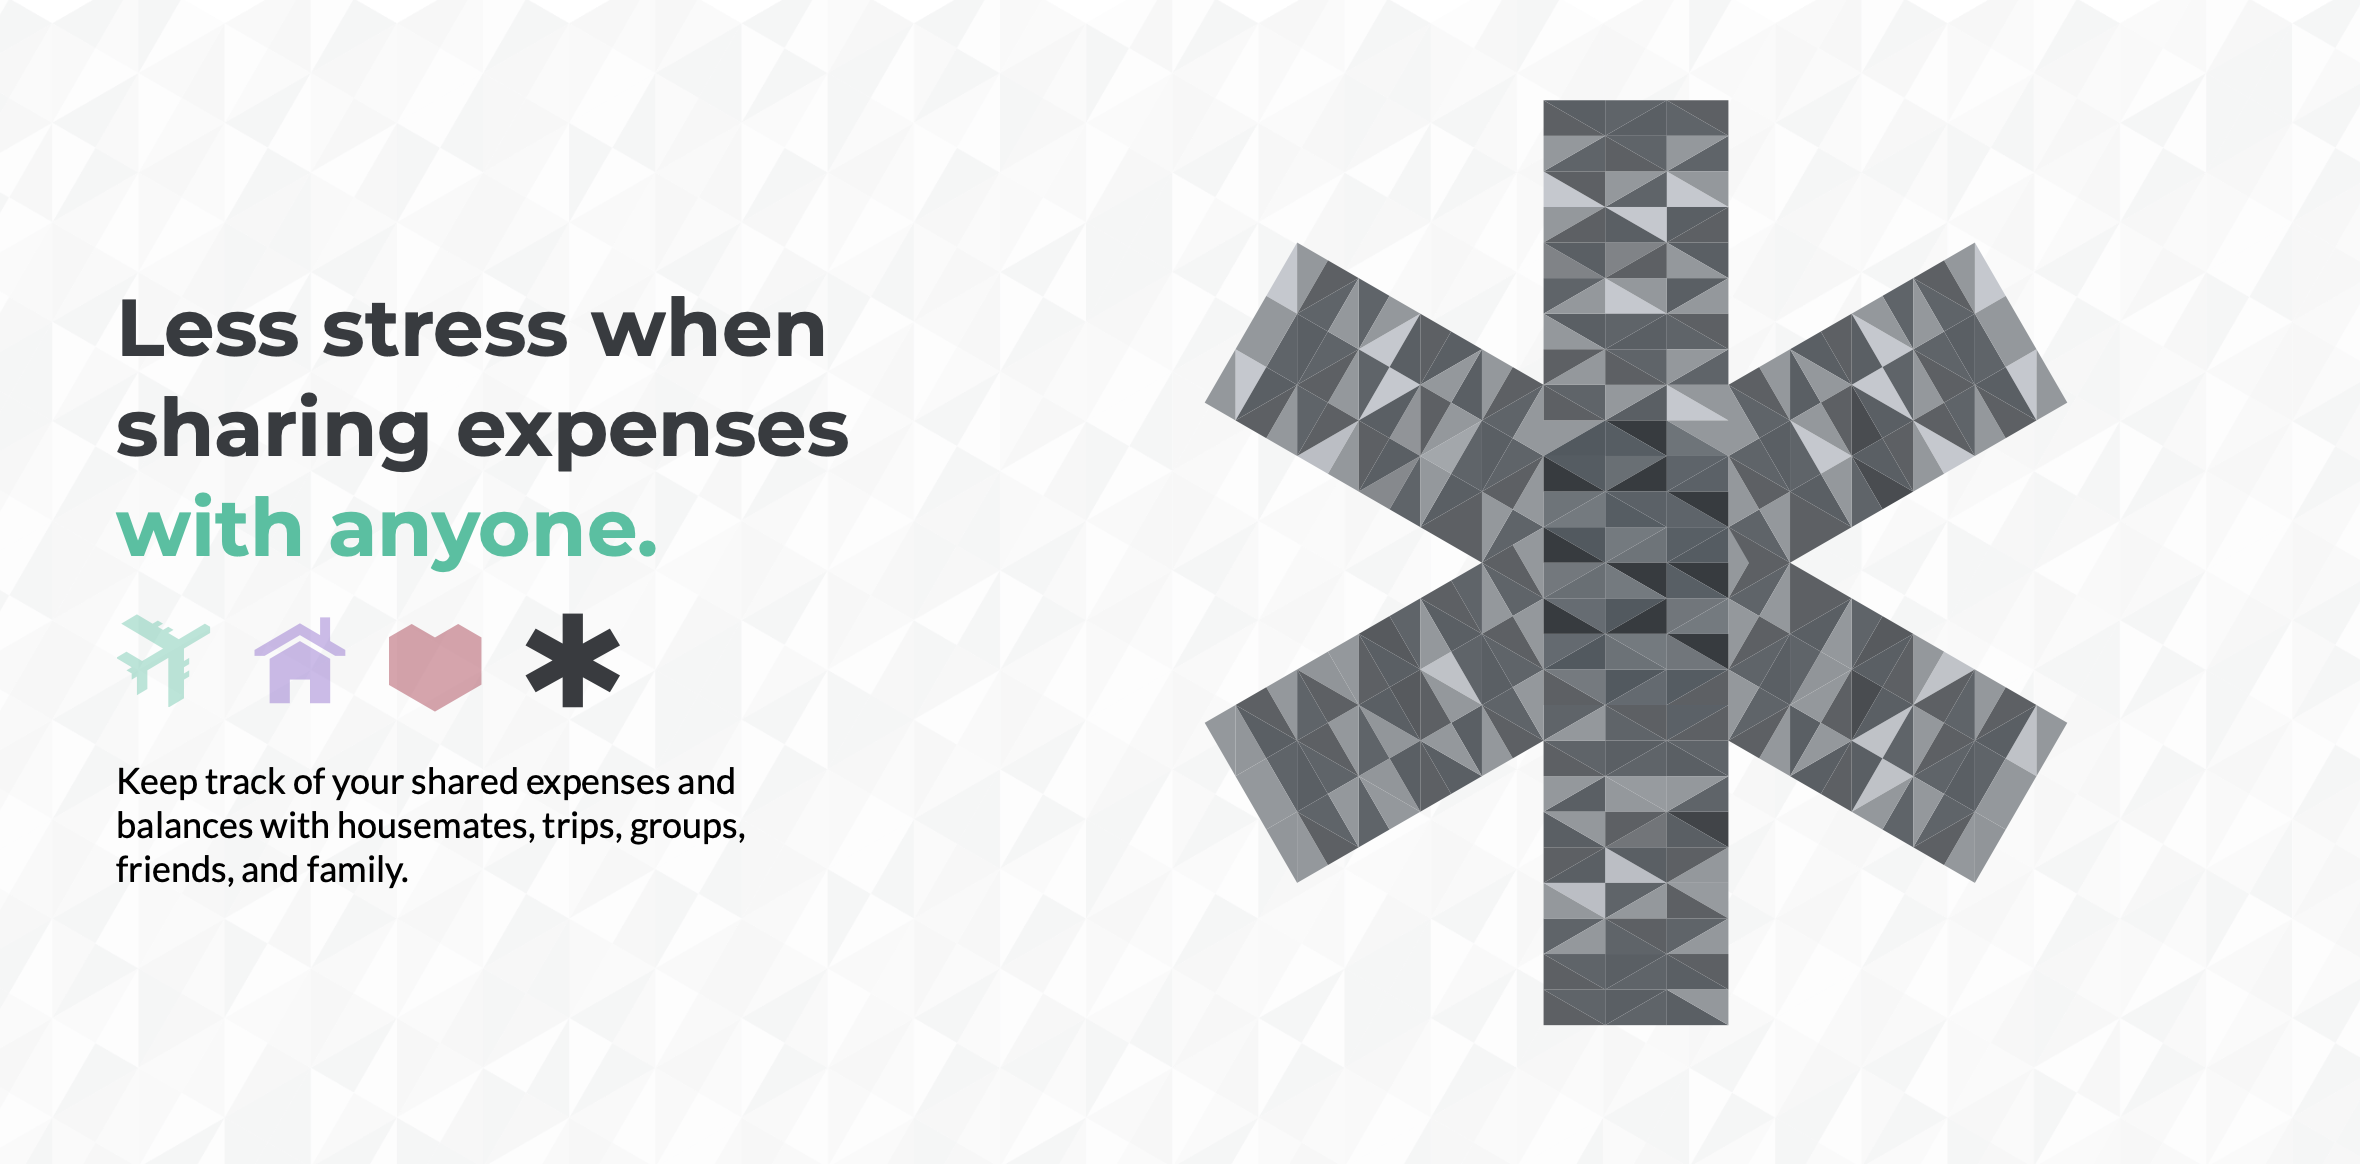 Less stress when
sharing expenses
with anyone.
Keep track of your shared expenses and
balances with housemates, trips, groups,
friends, and family.